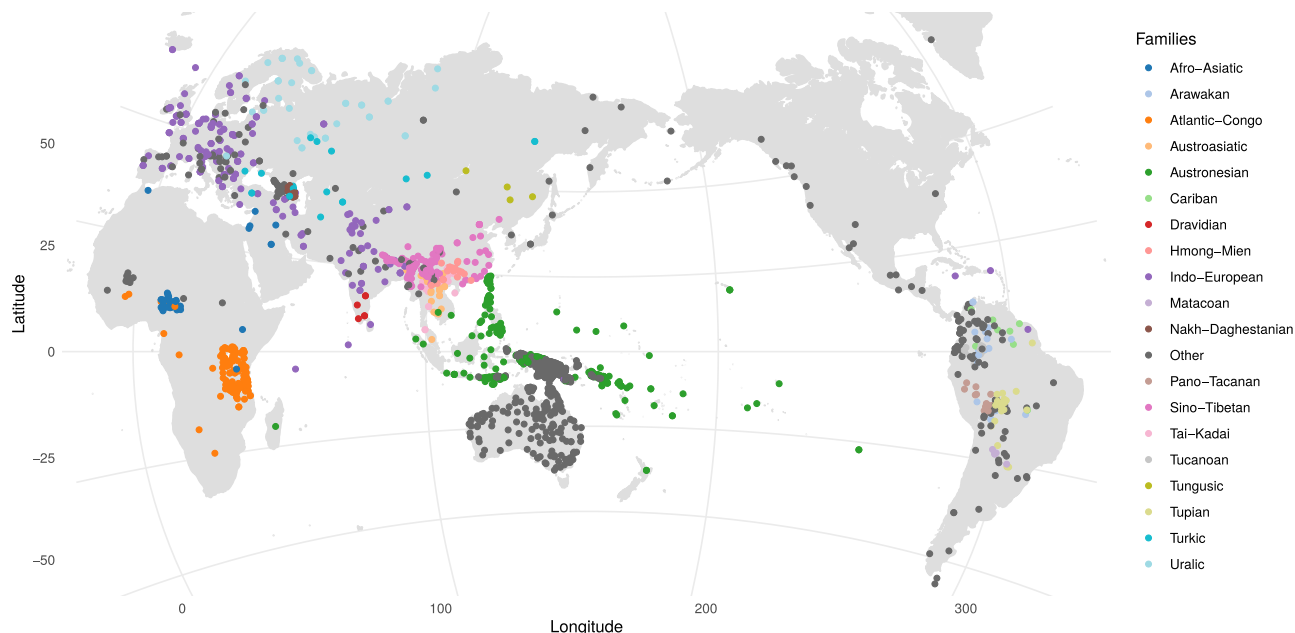 Families
Afro−Asiatic
Arawakan
Atlantic−Congo
Austroasiatic
Austronesian
Cariban
Dravidian
Hmong−Mien
Indo−European
Matacoan
Nakh−Daghestanian
Other
Pano−Tacanan
Sino−Tibetan
Tai−Kadai
Tucanoan
Tungusic
Tupian
Turkic
Uralic
Latitude
50
25
0
−25
−50
0
100
200
300
Longitude